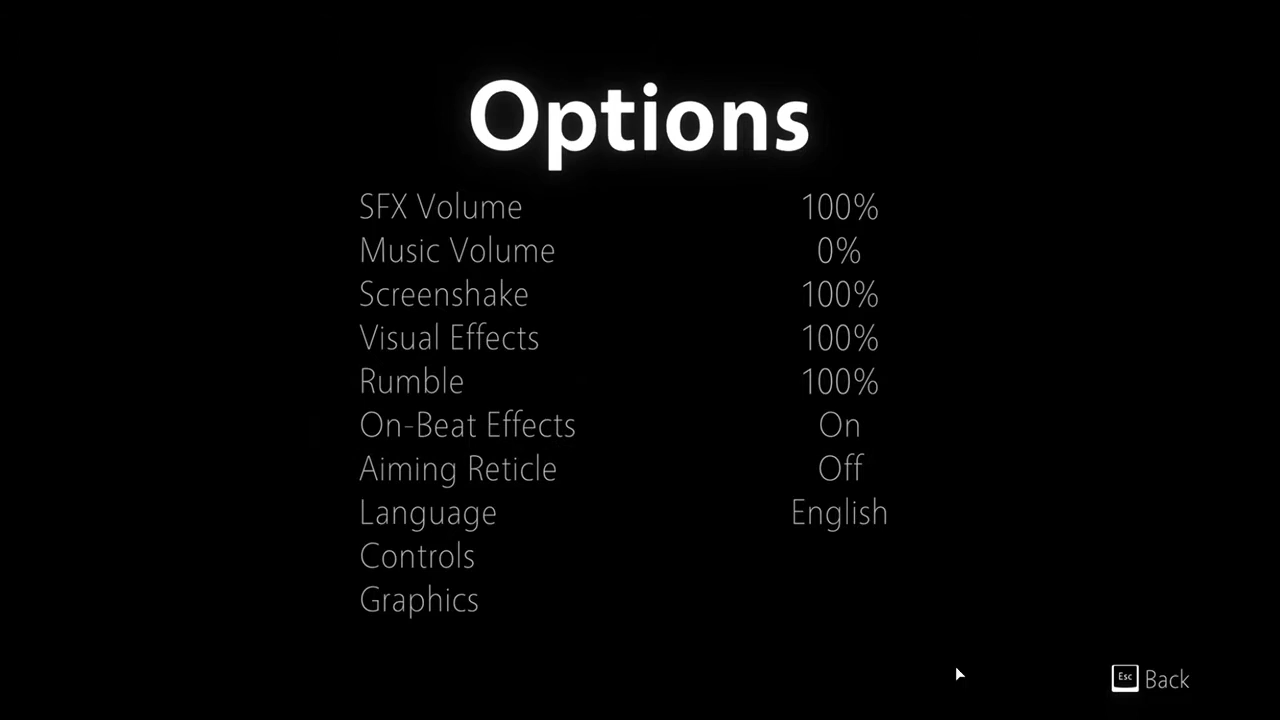 Options
SFX Volume 100%
Music Volume 0%
Screenshake 100%
Visual Effects 100%
Rumble 100%
On-Beat Effects On
Aiming Reticle Off
Language English
Controls
Graphics
Esc Back